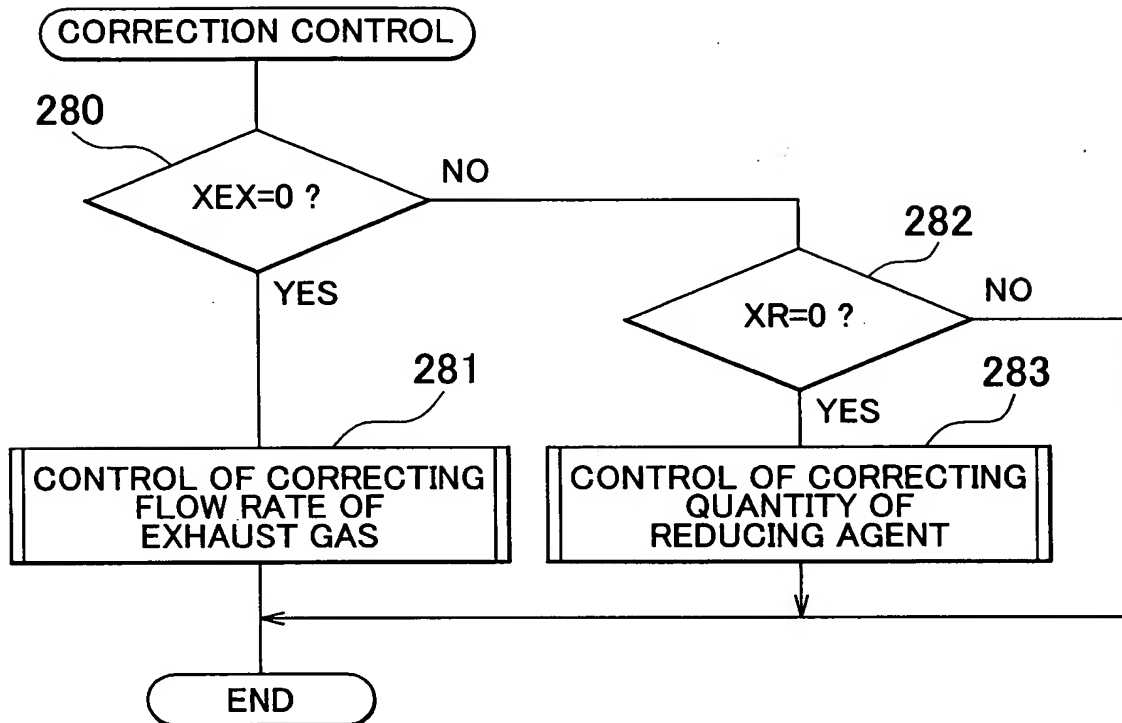 CORRECTION CONTROL
280
XEX=0 ?
NO
YES
282
XR=0 ?
NO
YES
281
CONTROL OF CORRECTING
FLOW RATE OF
EXHAUST GAS
283
CONTROL OF CORRECTING
QUANTITY OF
REDUCING AGENT
END